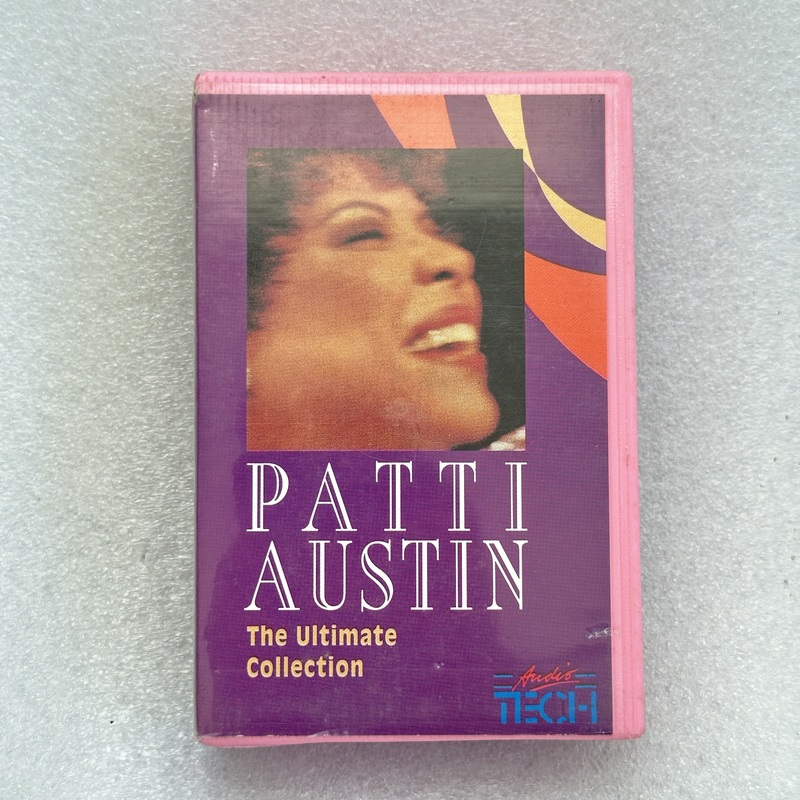 PATTI
AUSTIN
The Ultimate
Collection
Audio
TECH